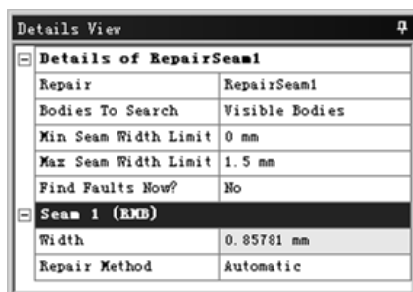 Details View
Details of RepairSeam1
Repair RepairSeam1
Bodies To Search Visible Bodies
Min Seam Width Limit 0 mm
Max Seam Width Limit 1.5 mm
Find Faults Now? No
Seam 1 (RMB)
Width 0.85781 mm
Repair Method Automatic